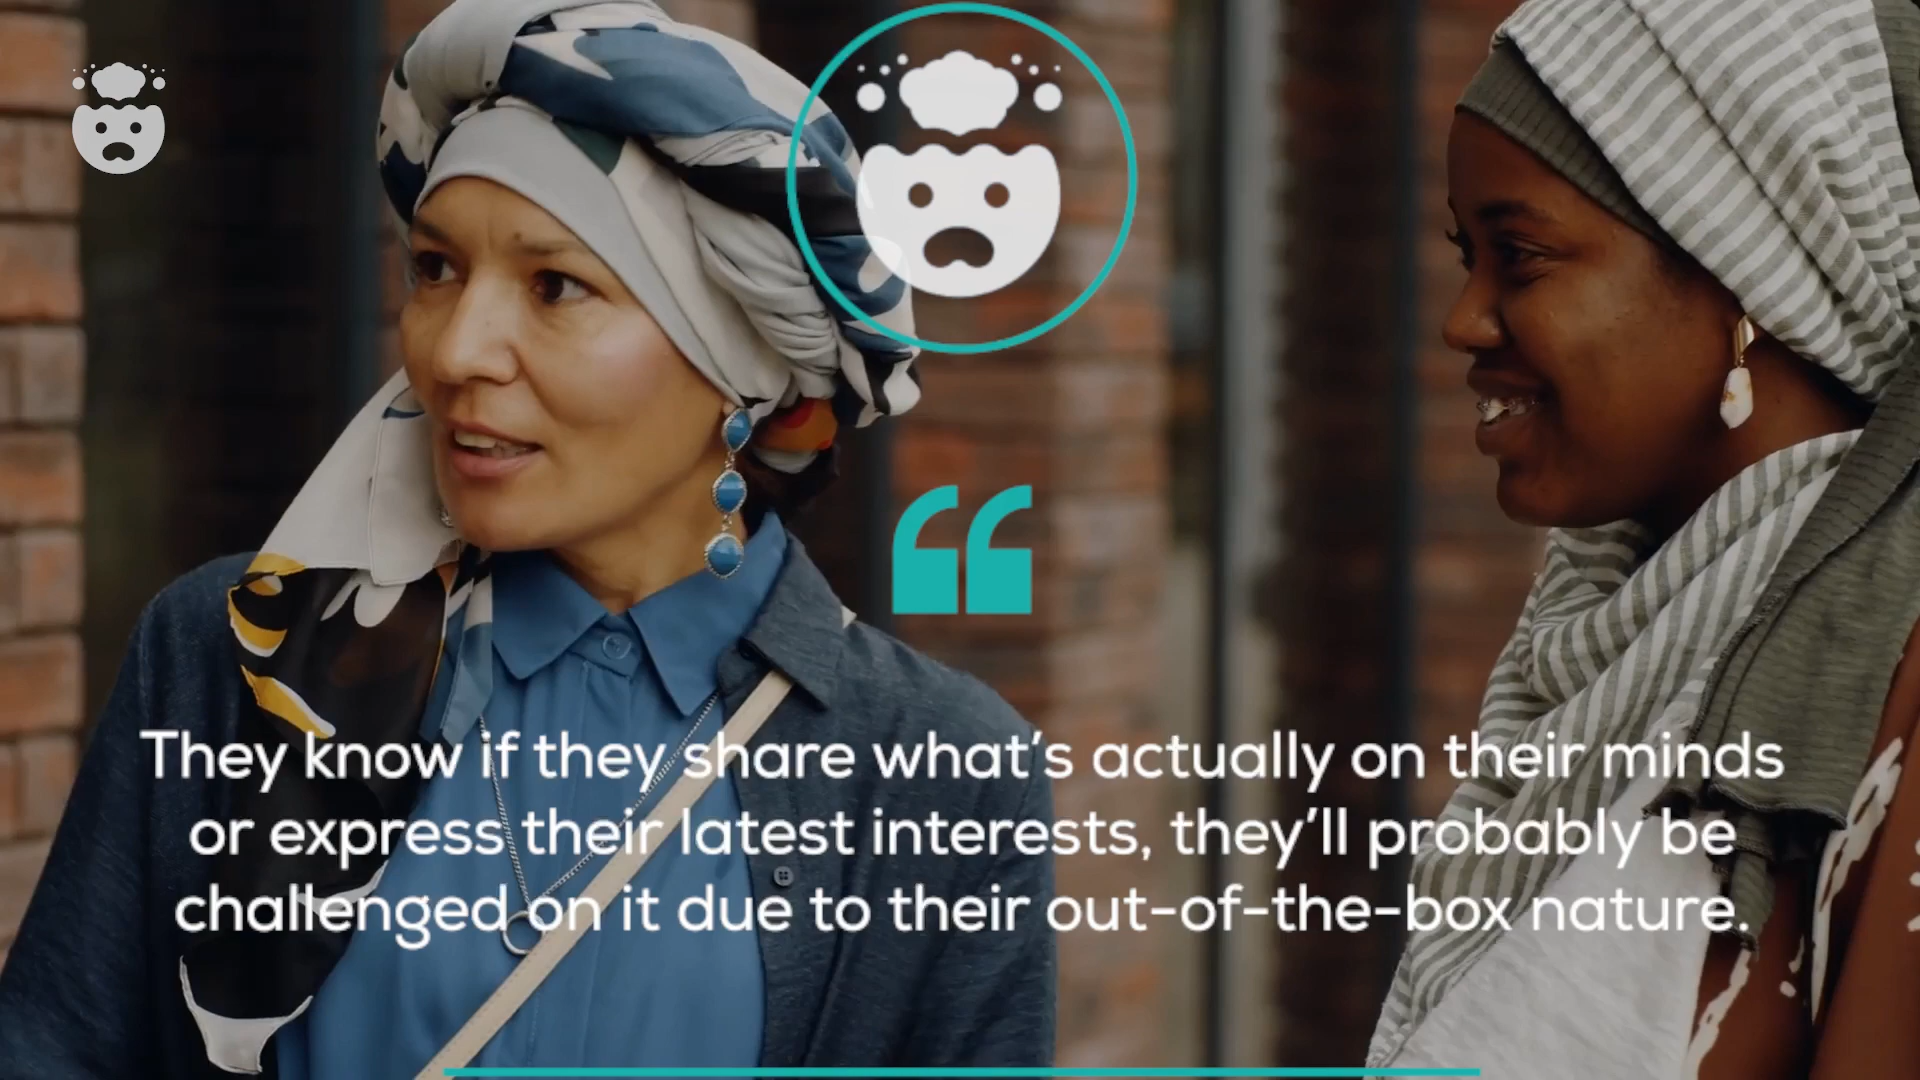 They know if they share what's actually on their minds
or express their latest interests, they'll probably be
challenged on it due to their out-of-the-box nature.